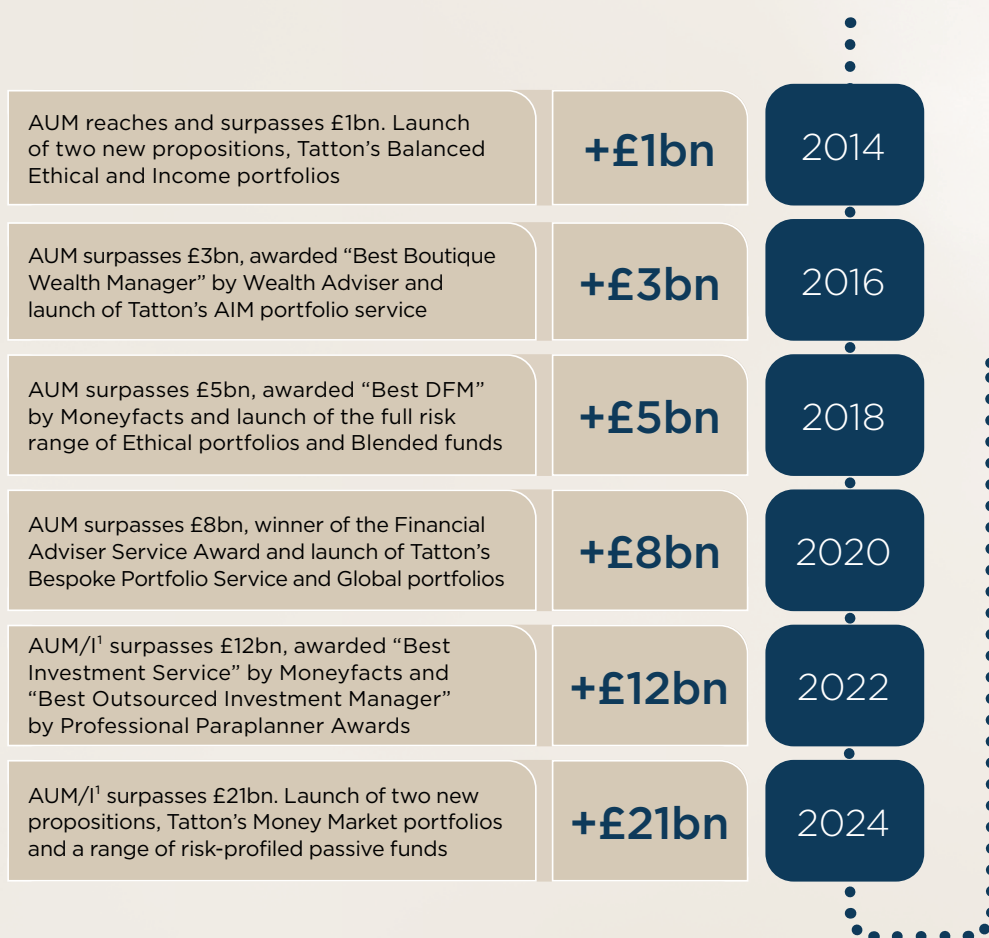 AUM reaches and surpasses £1bn. Launch
of two new propositions, Tatton’s Balanced
Ethical and Income portfolios
+£1bn
2014
AUM surpasses £3bn, awarded “Best Boutique
Wealth Manager” by Wealth Adviser and
launch of Tatton’s AIM portfolio service
+£3bn
2016
AUM surpasses £5bn, awarded “Best DFM”
by Moneyfacts and launch of the full risk
range of Ethical portfolios and Blended funds
+£5bn
2018
AUM surpasses £8bn, winner of the Financial
Adviser Service Award and launch of Tatton’s
Bespoke Portfolio Service and Global portfolios
+£8bn
2020
AUM/I¹ surpasses £12bn, awarded “Best
Investment Service” by Moneyfacts and
“Best Outsourced Investment Manager”
by Professional Paraplanner Awards
+£12bn
2022
AUM/I¹ surpasses £21bn. Launch of two new
propositions, Tatton’s Money Market portfolios
and a range of risk-profiled passive funds
+£21bn
2024